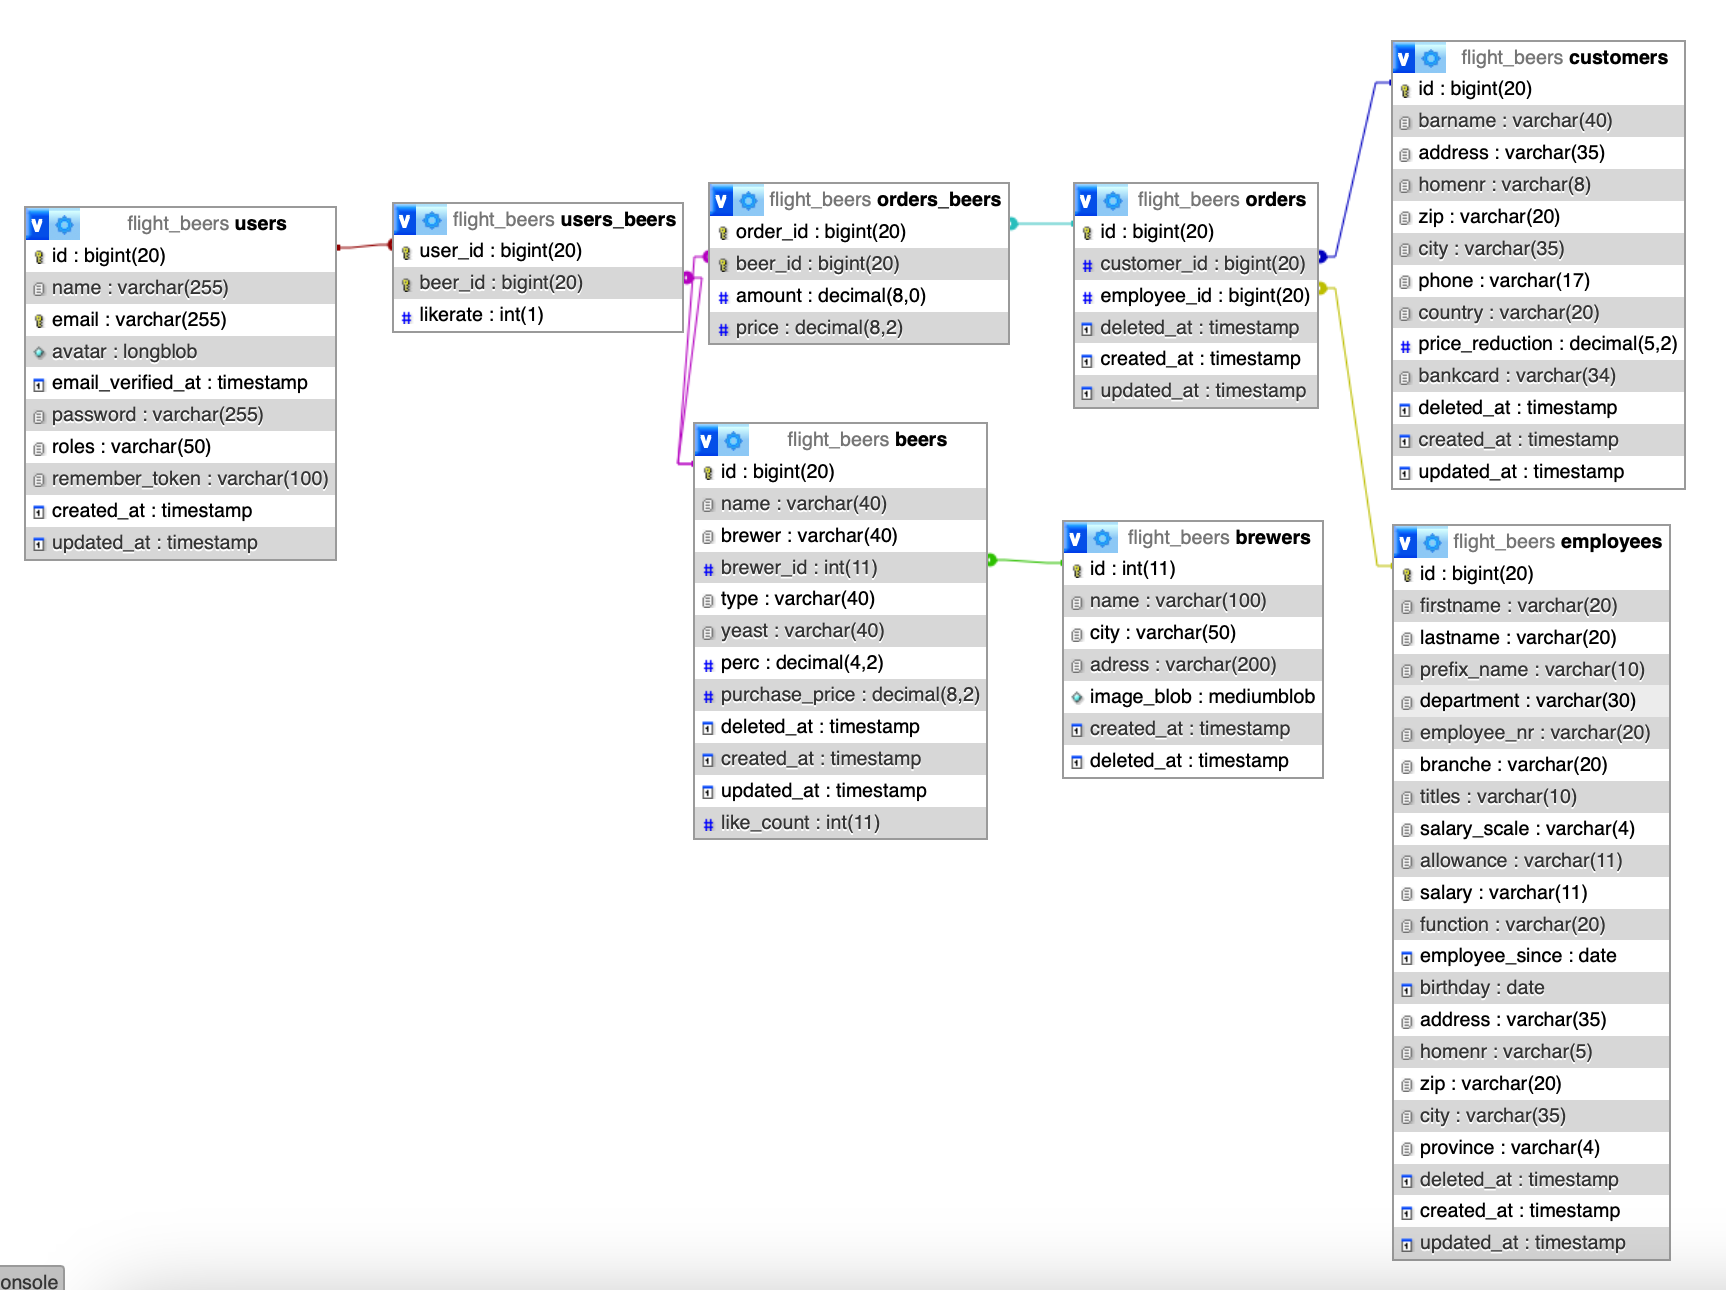 flight_beers users
id : bigint(20)
name : varchar(255)
email : varchar(255)
avatar : longblob
email_verified_at : timestamp
password : varchar(255)
roles : varchar(50)
remember_token : varchar(100)
created_at : timestamp
updated_at : timestamp
flight_beers users_beers
user_id : bigint(20)
beer_id : bigint(20)
likerate : int(1)
flight_beers orders_beers
order_id : bigint(20)
beer_id : bigint(20)
amount : decimal(8,0)
price : decimal(8,2)
flight_beers beers
id : bigint(20)
name : varchar(40)
brewer : varchar(40)
brewer_id : int(11)
type : varchar(40)
yeast : varchar(40)
perc : decimal(4,2)
purchase_price : decimal(8,2)
deleted_at : timestamp
created_at : timestamp
updated_at : timestamp
like_count : int(11)
flight_beers orders
id : bigint(20)
customer_id : bigint(20)
employee_id : bigint(20)
deleted_at : timestamp
created_at : timestamp
updated_at : timestamp
flight_beers brewers
id : int(11)
name : varchar(100)
city : varchar(50)
adress : varchar(200)
image_blob : mediumblob
created_at : timestamp
deleted_at : timestamp
flight_beers customers
id : bigint(20)
barname : varchar(40)
address : varchar(35)
homenr : varchar(8)
zip : varchar(20)
city : varchar(35)
phone : varchar(17)
country : varchar(20)
price_reduction : decimal(5,2)
bankcard : varchar(34)
deleted_at : timestamp
created_at : timestamp
updated_at : timestamp
flight_beers employees
id : bigint(20)
firstname : varchar(20)
lastname : varchar(20)
prefix_name : varchar(10)
department : varchar(30)
employee_nr : varchar(20)
branche : varchar(20)
titles : varchar(10)
salary_scale : varchar(4)
allowance : varchar(11)
salary : varchar(11)
function : varchar(20)
employee_since : date
birthday : date
address : varchar(35)
homenr : varchar(5)
zip : varchar(20)
city : varchar(35)
province : varchar(4)
deleted_at : timestamp
created_at : timestamp
updated_at : timestamp
onsole